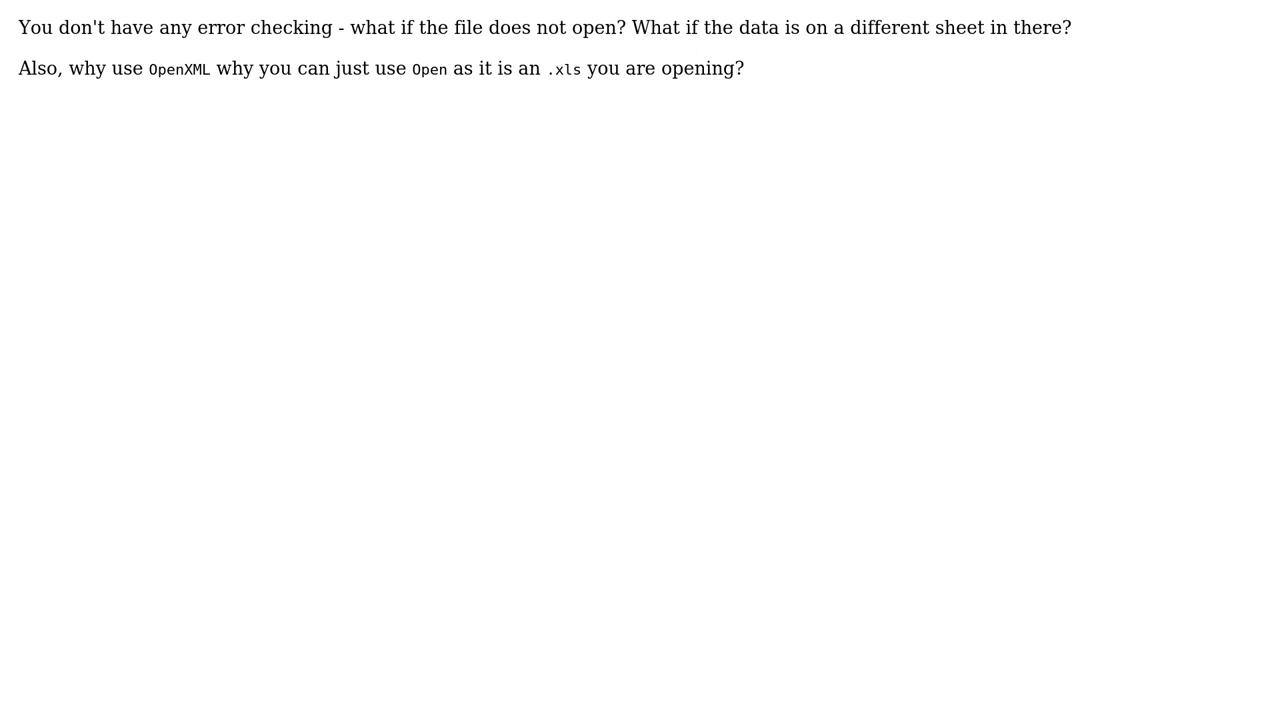 You don't have any error checking - what if the file does not open? What if the data is on a different sheet in there?
Also, why use OpenXML why you can just use Open as it is an .xls you are opening?